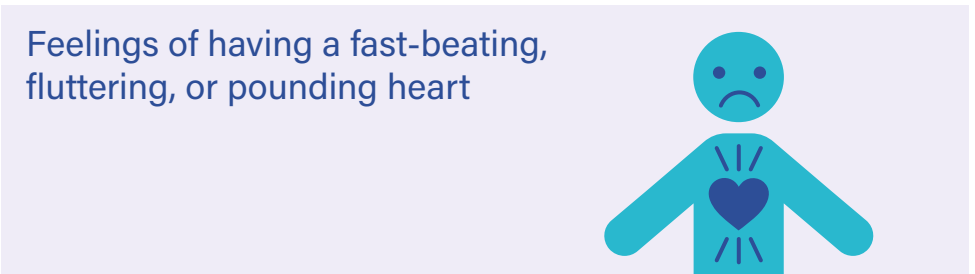 Feelings of having a fast-beating,
fluttering, or pounding heart